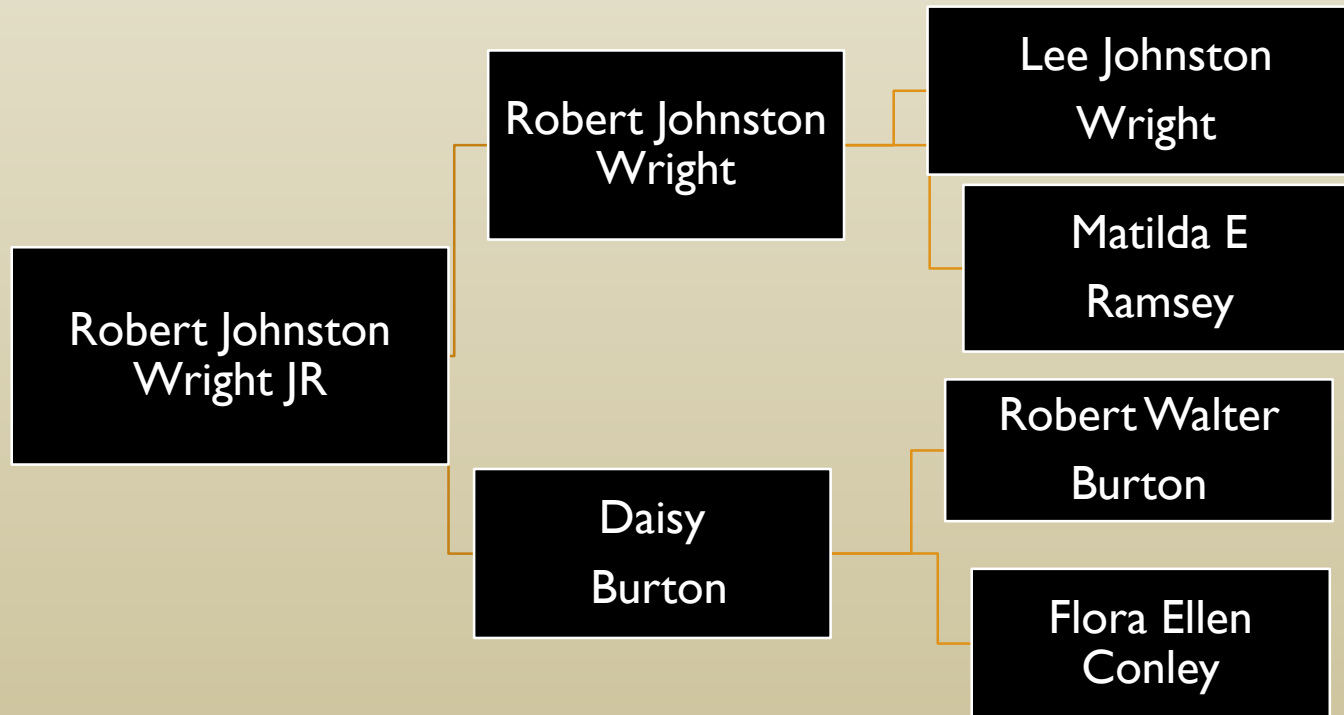 Lee Johnston
Wright
Robert Johnston
Wright
Matilda E
Ramsey
Robert Johnston
Wright JR
Robert Walter
Burton
Daisy
Burton
Flora Ellen
Conley